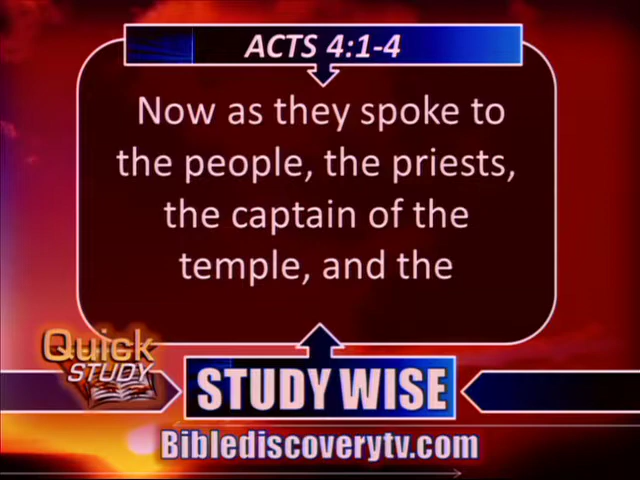 ACTS 4:1-4
Now as they spoke to
the people, the priests,
the captain of the
temple, and the
Quick
STUDY
STUDY WISE
Biblediscoverytv.com